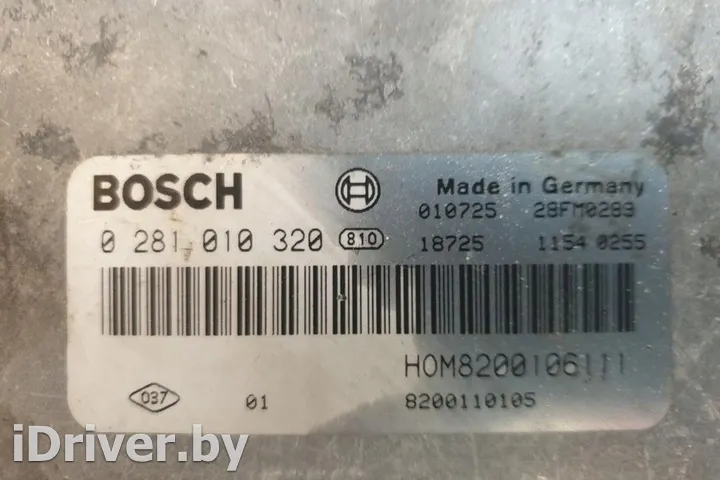 BOSCH
Made in Germany
010725 28FM0283
0 281 010 320 810
18725 1154 0255
HOM8200106111
037 01
8200110105
iDriver.by